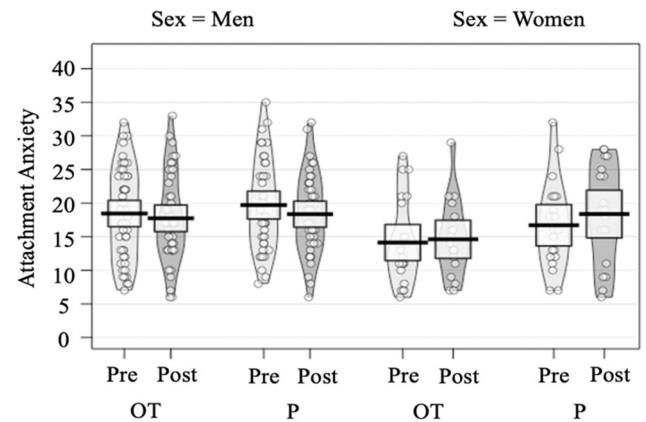 Sex = Men Sex = Women
Attachment Anxiety
40
35
30
25
20
15
10
5
0
Pre Post Pre Post Pre Post Pre Post
OT P OT P